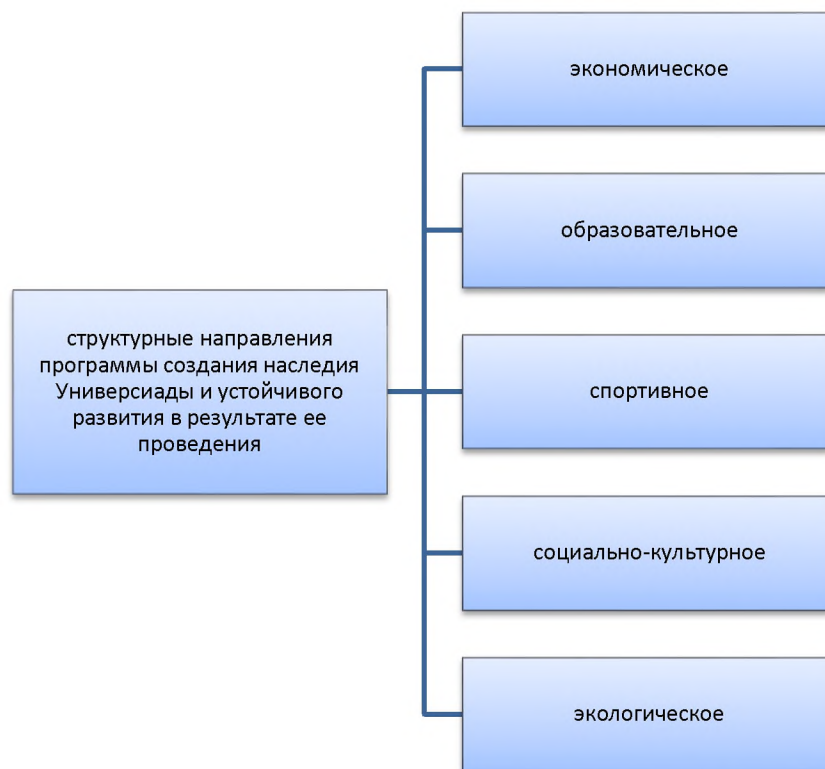 структурные направления
программы создания наследия
Универсиады и устойчивого
развития в результате ее
проведения
экономическое
образовательное
спортивное
социально-культурное
экологическое